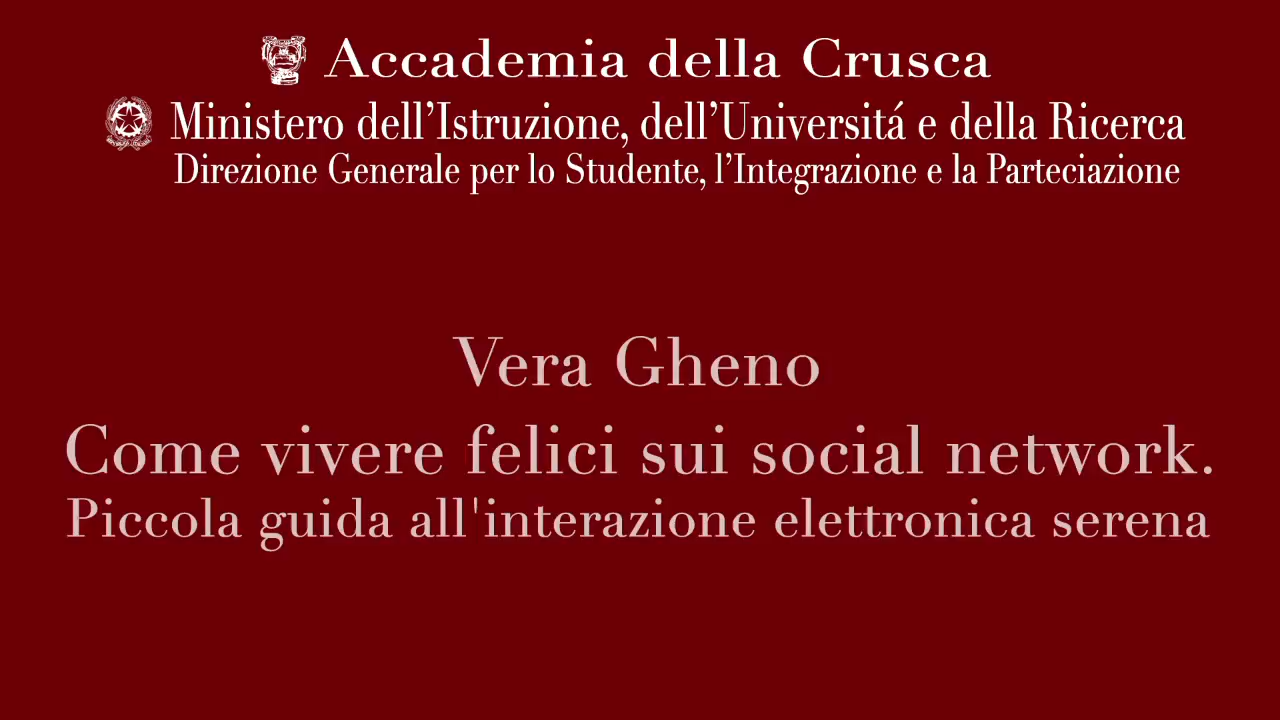 Accademia della Crusca
Ministero dell’Istruzione, dell’Universitá e della Ricerca
Direzione Generale per lo Studente, l’Integrazione e la Parteciazione
Vera Gheno
Come vivere felici sui social network.
Piccola guida all'interazione elettronica serena